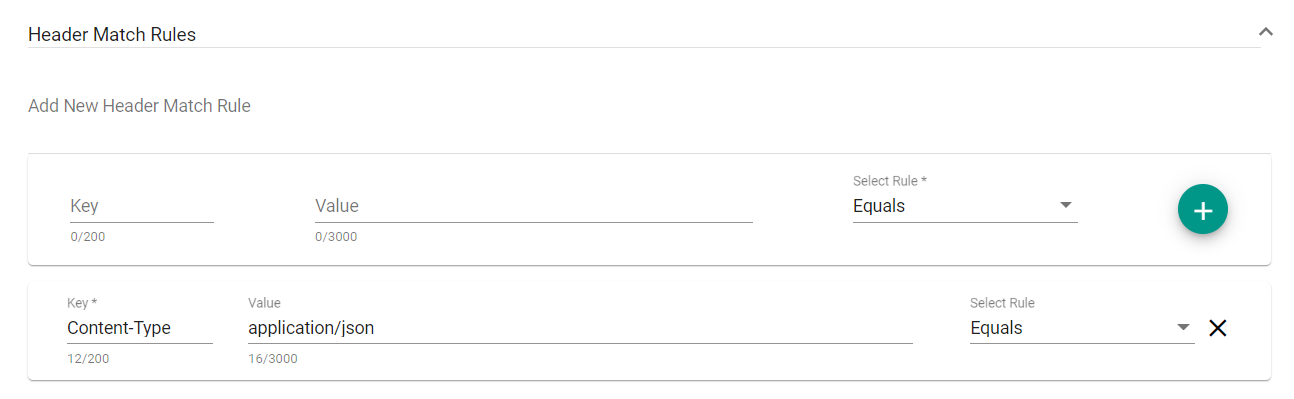 Header Match Rules
Add New Header Match Rule
Select Rule *
Key Value Equals
0/200 0/3000
Key * Value Select Rule
Content-Type application/json Equals
12/200 16/3000